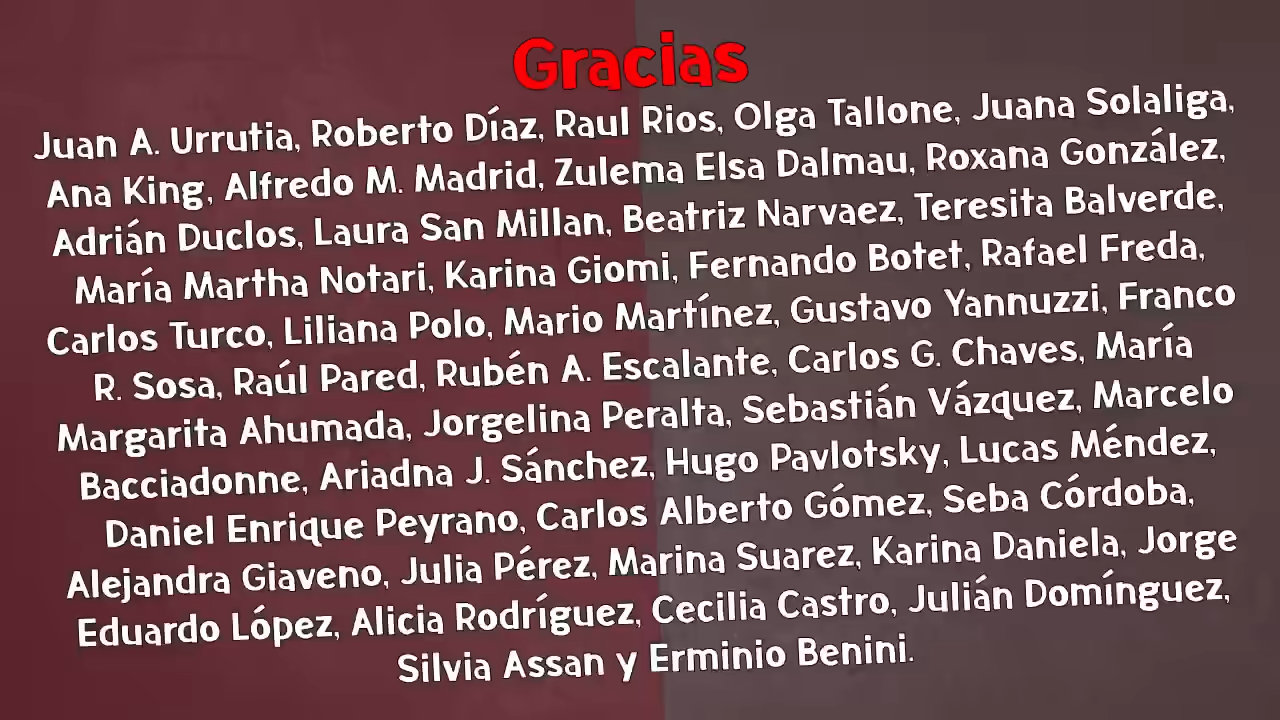 Gracias
Juan A. Urrutia, Roberto Díaz, Raul Rios, Olga Tallone, Juana Solaliga,
Ana King, Alfredo M. Madrid, Zulema Elsa Dalmau, Roxana González,
Adrián Duclos, Laura San Millan, Beatriz Narvaez, Teresita Balverde,
María Martha Notari, Karina Giomi, Fernando Botet, Rafael Freda,
Carlos Turco, Liliana Polo, Mario Martínez, Gustavo Yannuzzi, Franco
R. Sosa, Raúl Pared, Rubén A. Escalante, Carlos G. Chaves, María
Margarita Ahumada, Jorgelina Peralta, Sebastián Vázquez, Marcelo
Bacciadonne, Ariadna J. Sánchez, Hugo Pavlotsky, Lucas Méndez,
Daniel Enrique Peyrano, Carlos Alberto Gómez, Seba Córdoba,
Alejandra Giaveno, Julia Pérez, Marina Suarez, Karina Daniela, Jorge
Eduardo López, Alicia Rodríguez, Cecilia Castro, Julián Domínguez,
Silvia Assan y Erminio Benini.